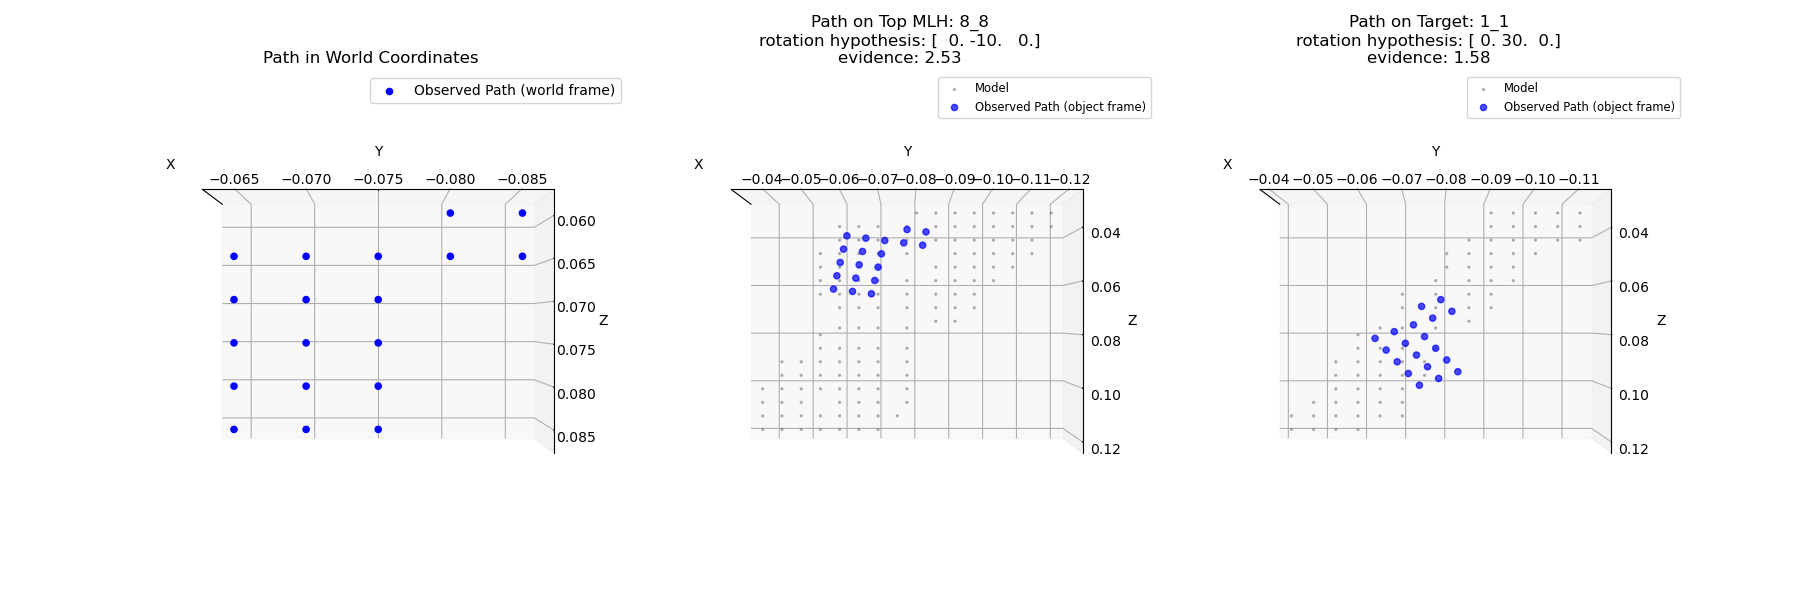 Path in World Coordinates
Observed Path (world frame)
X
Y
−0.065 −0.070 −0.075 −0.080 −0.085
0.060
0.065
0.070
0.075
0.080
0.085
Z
Path on Top MLH: 8_8
rotation hypothesis: [  0. -10.   0.]
evidence: 2.53
Model
Observed Path (object frame)
X
Y
−0.04 −0.05 −0.06 −0.07 −0.08 −0.09 −0.10 −0.11 −0.12
0.04
0.06
0.08
0.10
0.12
Z
Path on Target: 1_1
rotation hypothesis: [ 0. 30.  0.]
evidence: 1.58
Model
Observed Path (object frame)
X
Y
−0.04 −0.05 −0.06 −0.07 −0.08 −0.09 −0.10 −0.11
0.04
0.06
0.08
0.10
0.12
Z